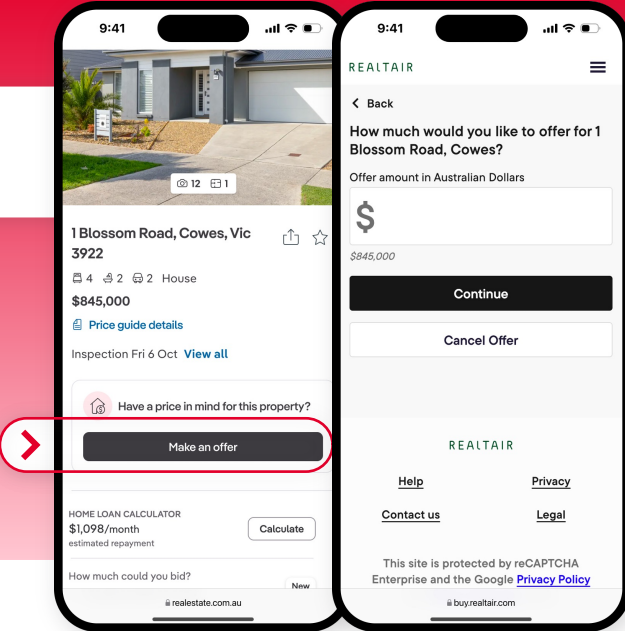 9:41
12 1
1 Blossom Road, Cowes, Vic
3922
4 2 2 House
$845,000
Price guide details
Inspection Fri 6 Oct View all
Have a price in mind for this property?
Make an offer
HOME LOAN CALCULATOR
$1,098/month
estimated repayment
Calculate
How much could you bid?
New
realestate.com.au
9:41
REALTAIR
Back
How much would you like to offer for 1
Blossom Road, Cowes?
Offer amount in Australian Dollars
$
$845,000
Continue
Cancel Offer
REALTAIR
Help Privacy
Contact us Legal
This site is protected by reCAPTCHA
Enterprise and the Google Privacy Policy
buy.realtair.com